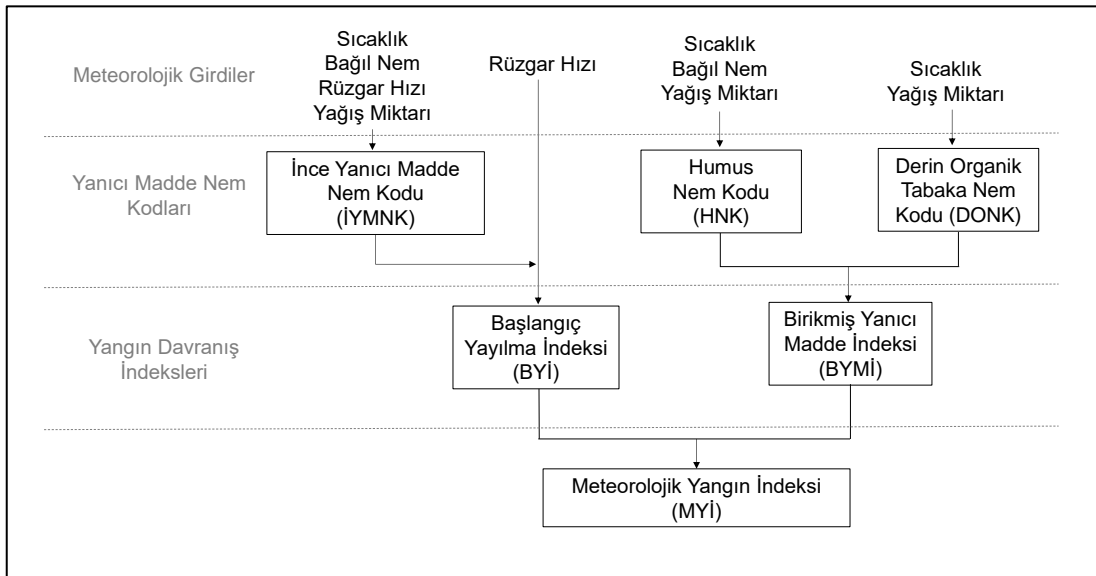 Meteorolojik Girdiler
Sıcaklık
Bağıl Nem
Rüzgar Hızı
Yağış Miktarı
Rüzgar Hızı
Sıcaklık
Bağıl Nem
Yağış Miktarı
Sıcaklık
Yağış Miktarı
Yanıcı Madde Nem
Kodları
İnce Yanıcı Madde
Nem Kodu
(İYMNK)
Humus
Nem Kodu
(HNK)
Derin Organik
Tabaka Nem
Kodu (DONK)
Yangın Davranış
İndeksleri
Başlangıç
Yayılma İndeksi
(BYİ)
Birikmiş Yanıcı
Madde İndeksi
(BYMİ)
Meteorolojik Yangın İndeksi
(MYİ)